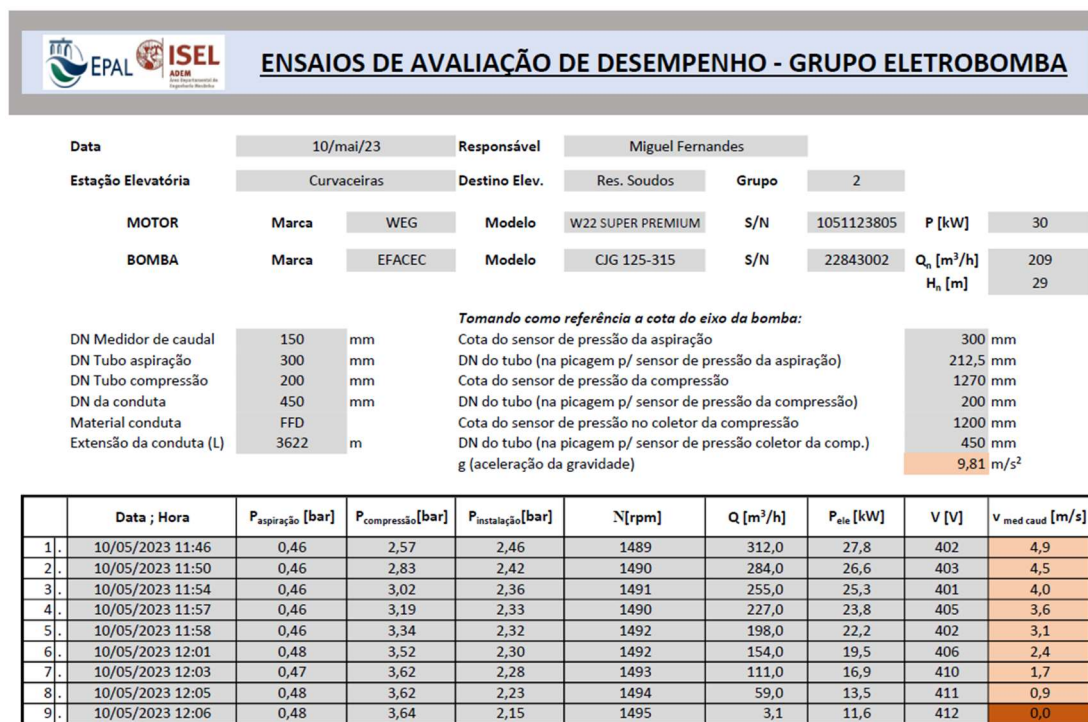 EPAL ISEL ENSAIOS DE AVALIAÇÃO DE DESEMPENHO - GRUPO ELETROBOMBA
ADEM
Área Departamental de
Engenharia Mecânica
Data 10/mai/23 Responsável Miguel Fernandes
Estação Elevatória Curvaceiras Destino Elev. Res. Soudos Grupo 2
MOTOR Marca WEG Modelo W22 SUPER PREMIUM S/N 1051123805 P [kW] 30
BOMBA Marca EFACEC Modelo CJG 125-315 S/N 22843002 Qn [m³/h] 209
Hn [m] 29
Tomando como referência a cota do eixo da bomba:
DN Medidor de caudal 150 mm Cota do sensor de pressão da aspiração 300 mm
DN Tubo aspiração 300 mm DN do tubo (na picagem p/ sensor de pressão da aspiração) 212,5 mm
DN Tubo compressão 200 mm Cota do sensor de pressão da compressão 1270 mm
DN da conduta 450 mm DN do tubo (na picagem p/ sensor de pressão da compressão) 200 mm
Material conduta FFD Cota do sensor de pressão no coletor da compressão 1200 mm
Extensão da conduta (L) 3622 m DN do tubo (na picagem p/ sensor de pressão coletor da comp.) 450 mm
g (aceleração da gravidade) 9,81 m/s²
Data ; Hora Paspiração [bar] Pcompressão[bar] Pinstalação[bar] N[rpm] Q [m³/h] Pele [kW] V [V] v med caud [m/s]
1 . 10/05/2023 11:46 0,46 2,57 2,46 1489 312,0 27,8 402 4,9
2 . 10/05/2023 11:50 0,46 2,83 2,42 1490 284,0 26,6 403 4,5
3 . 10/05/2023 11:54 0,46 3,02 2,36 1491 255,0 25,3 401 4,0
4 . 10/05/2023 11:57 0,46 3,19 2,33 1490 227,0 23,8 405 3,6
5 . 10/05/2023 11:58 0,46 3,34 2,32 1492 198,0 22,2 402 3,1
6 . 10/05/2023 12:01 0,48 3,52 2,30 1492 154,0 19,5 406 2,4
7 . 10/05/2023 12:03 0,47 3,62 2,28 1493 111,0 16,9 410 1,7
8 . 10/05/2023 12:05 0,48 3,62 2,23 1494 59,0 13,5 411 0,9
9 . 10/05/2023 12:06 0,48 3,64 2,15 1495 3,1 11,6 412 0,0